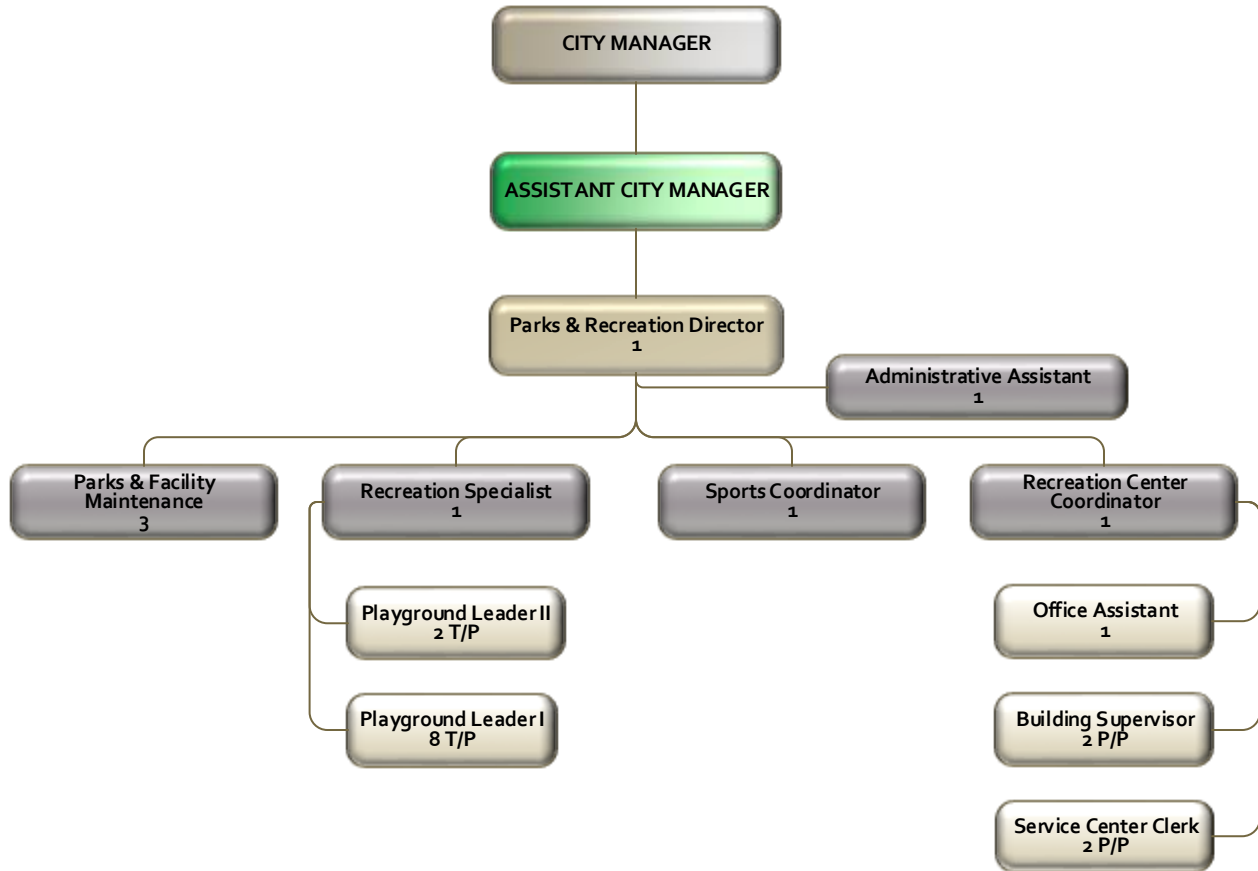 CITY MANAGER
ASSISTANT CITY MANAGER
Parks & Recreation Director
1
Administrative Assistant
1
Parks & Facility
Maintenance
3
Recreation Specialist
1
Sports Coordinator
1
Recreation Center
Coordinator
1
Playground Leader II
2 T/P
Playground Leader I
8 T/P
Office Assistant
1
Building Supervisor
2 P/P
Service Center Clerk
2 P/P